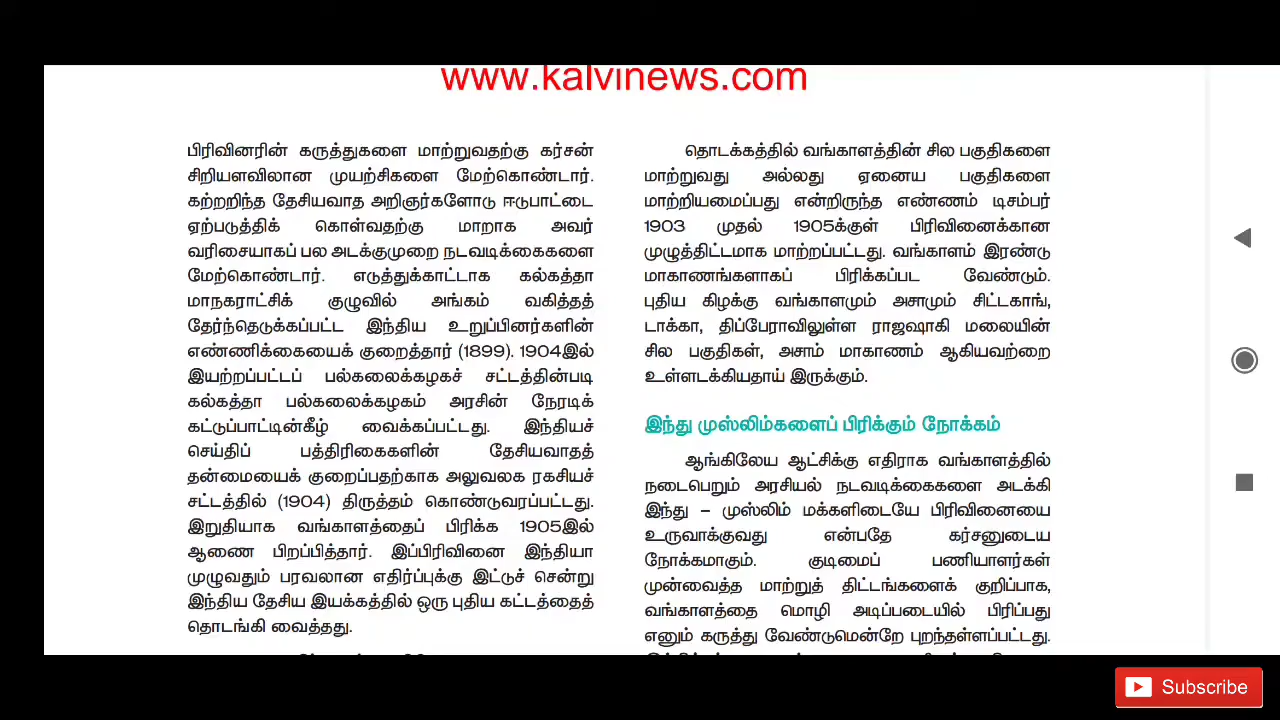 www.kalvinews.com
பிரிவினரின் கருத்துகளை மாற்றுவதற்கு கர்சன்
சிறியளவிலான முயற்சிகளை மேற்கொண்டார்.
கற்றறிந்த தேசியவாத அறிஞர்களோடு ஈடுபாட்டை
ஏற்படுத்திக் கொள்வதற்கு மாறாக அவர்
வரிசையாகப் பல அடக்குமுறை நடவடிக்கைகளை
மேற்கொண்டார். எடுத்துக்காட்டாக கல்கத்தா
மாநகராட்சிக் குழுவில் அங்கம் வகித்தத்
தேர்ந்தெடுக்கப்பட்ட இந்திய உறுப்பினர்களின்
எண்ணிக்கையைக் குறைத்தார் (1899). 1904இல்
இயற்றப்பட்டப் பல்கலைக்கழகச் சட்டத்தின்படி
கல்கத்தா பல்கலைக்கழகம் அரசின் நேரடிக்
கட்டுப்பாட்டின்கீழ் வைக்கப்பட்டது. இந்தியச்
செய்திப் பத்திரிகைகளின் தேசியவாதத்
தன்மையைக் குறைப்பதற்காக அலுவலக ரகசியச்
சட்டத்தில் (1904) திருத்தம் கொண்டுவரப்பட்டது.
இறுதியாக வங்காளத்தைப் பிரிக்க 1905இல்
ஆணை பிறப்பித்தார். இப்பிரிவினை இந்தியா
முழுவதும் பரவலான எதிர்ப்புக்கு இட்டுச் சென்று
இந்திய தேசிய இயக்கத்தில் ஒரு புதிய கட்டத்தைத்
தொடங்கி வைத்தது.
தொடக்கத்தில் வங்காளத்தின் சில பகுதிகளை
மாற்றுவது அல்லது ஏனைய பகுதிகளை
மாற்றியமைப்பது என்றிருந்த எண்ணம் டிசம்பர்
1903 முதல் 1905க்குள் பிரிவினைக்கான
முழுத்திட்டமாக மாற்றப்பட்டது. வங்காளம் இரண்டு
மாகாணங்களாகப் பிரிக்கப்பட வேண்டும்.
புதிய கிழக்கு வங்காளமும் அசாமும் சிட்டகாங்,
டாக்கா, திப்பேராவிலுள்ள ராஜஷாகி மலையின்
சில பகுதிகள், அசாம் மாகாணம் ஆகியவற்றை
உள்ளடக்கியதாய் இருக்கும்.
இந்து முஸ்லிம்களைப் பிரிக்கும் நோக்கம்
ஆங்கிலேய ஆட்சிக்கு எதிராக வங்காளத்தில்
நடைபெறும் அரசியல் நடவடிக்கைகளை அடக்கி
இந்து – முஸ்லிம் மக்களிடையே பிரிவினையை
உருவாக்குவது என்பதே கர்சனுடைய
நோக்கமாகும். குடிமைப் பணியாளர்கள்
முன்வைத்த மாற்றுத் திட்டங்களைக் குறிப்பாக,
வங்காளத்தை மொழி அடிப்படையில் பிரிப்பது
எனும் கருத்து வேண்டுமென்றே புறந்தள்ளப்பட்டது.
Subscribe